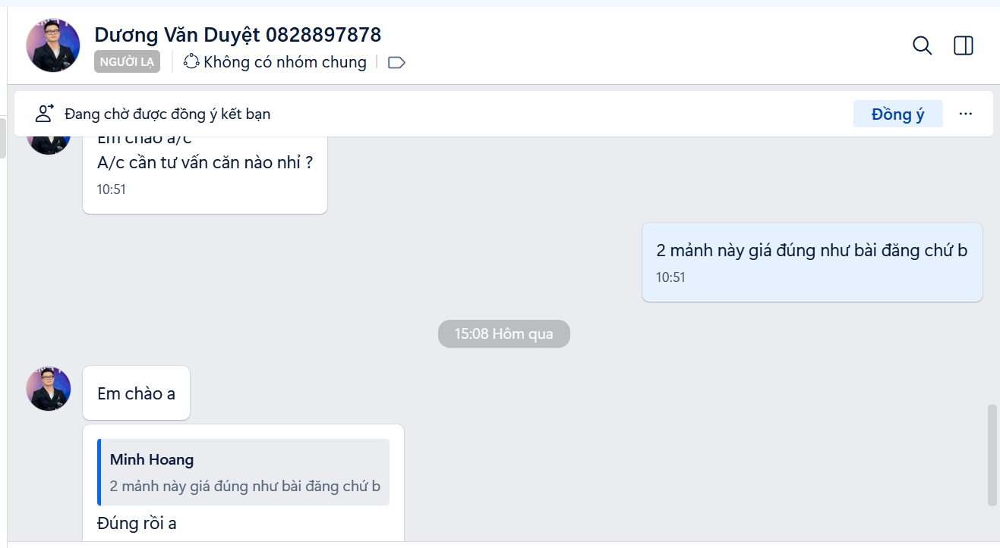 Dương Văn Duyệt 0828897878
NGƯỜI LẠ
Không có nhóm chung
Đang chờ được đồng ý kết bạn
Đồng ý
Em chào a/c
A/c cần tư vấn căn nào nhỉ ?
10:51
2 mảnh này giá đúng như bài đăng chứ b
10:51
15:08 Hôm qua
Em chào a
Minh Hoang
2 mảnh này giá đúng như bài đăng chứ b
Đúng rồi a